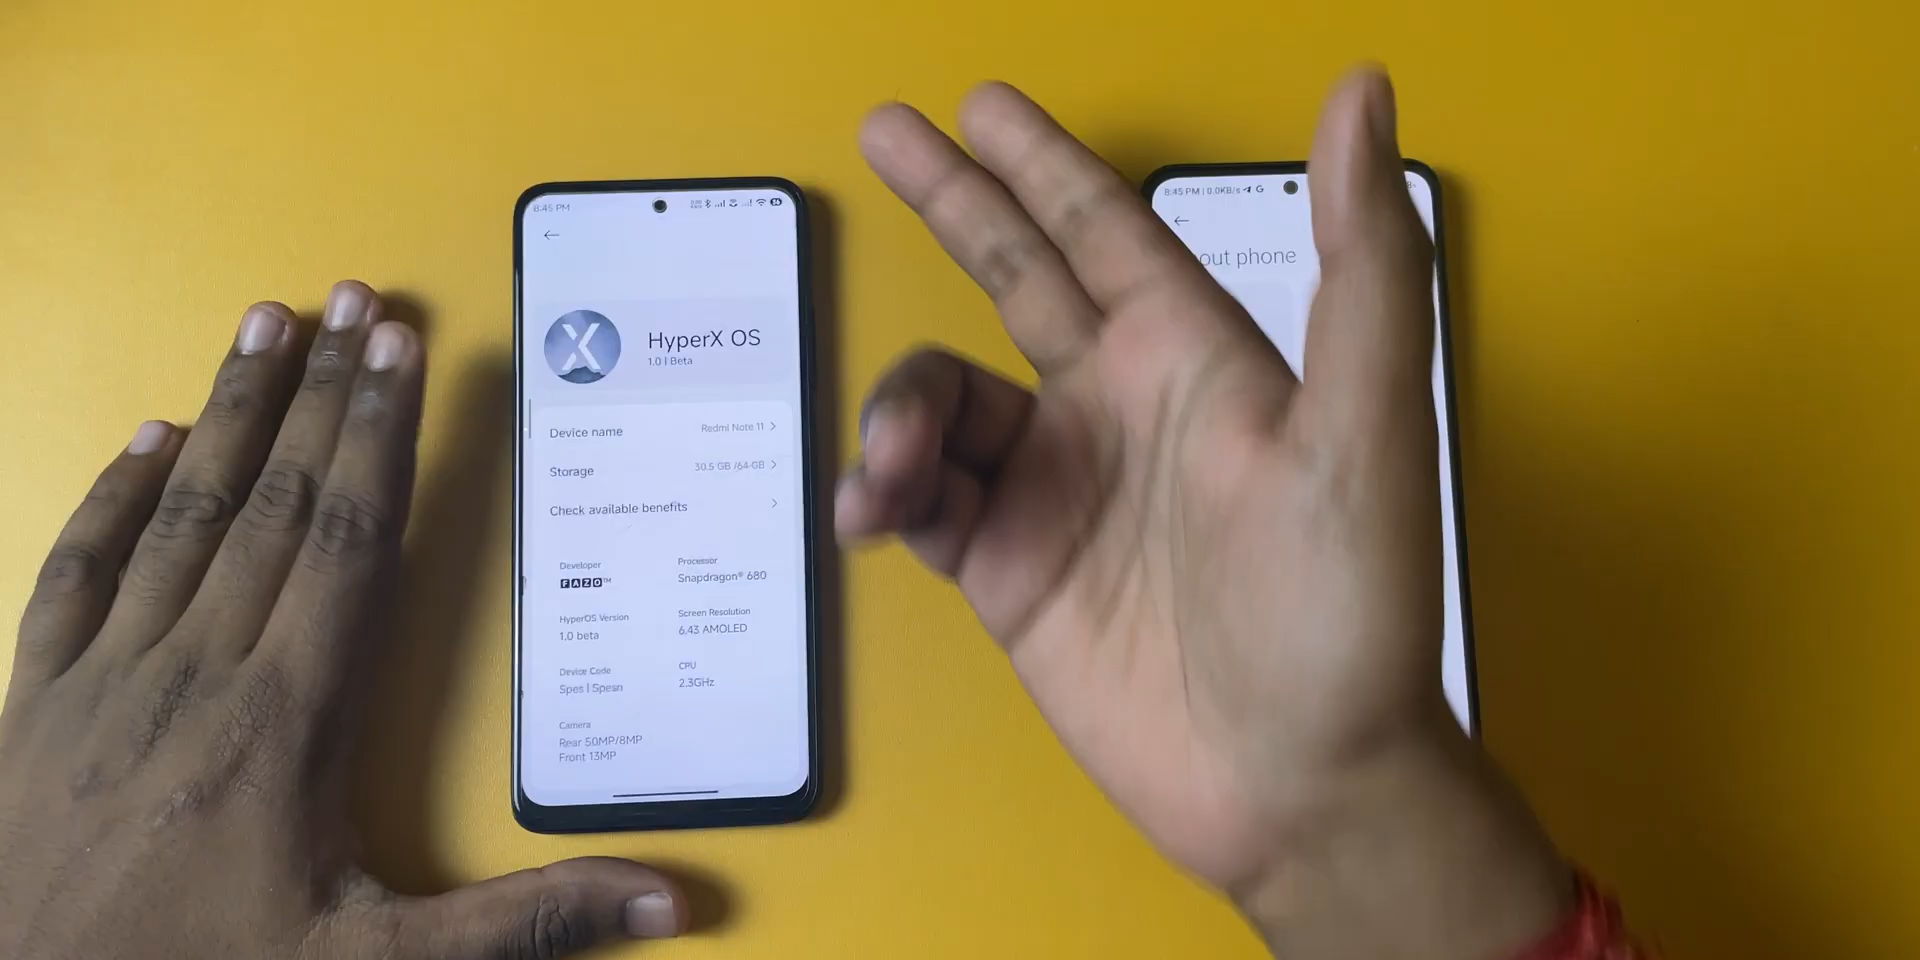 8:45 PM
HyperX OS
1.0 | Beta
Device name
Redmi Note 11
Storage
30.5 GB /64 GB
Check available benefits
Developer
FAZO™
Processor
Snapdragon® 680
HyperOS Version
1.0 beta
Screen Resolution
6.43 AMOLED
Device Code
Spes | Spesn
CPU
2.3GHz
Camera
Rear 50MP/8MP
Front 13MP
8:45 PM | 0.0KB/s
out phone